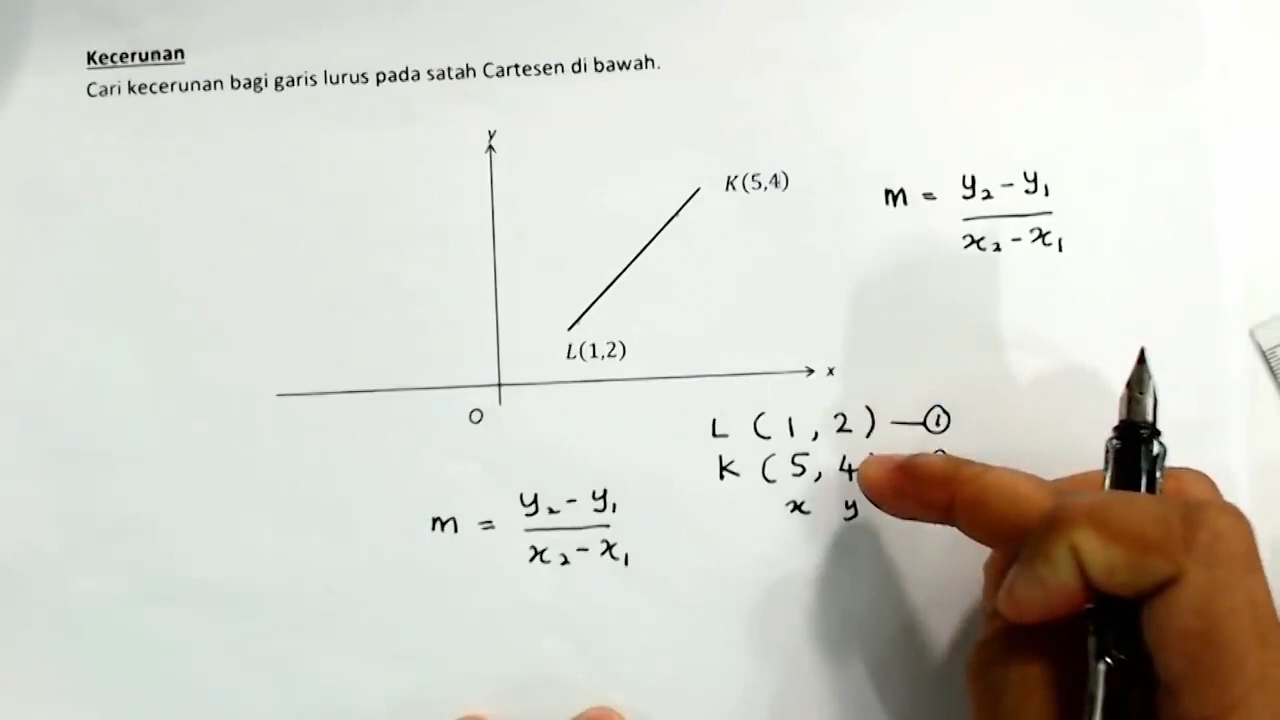 Kecerunan
Cari kecerunan bagi garis lurus pada satah Cartesen di bawah.
y
K(5,4)
m = y₂ - y₁
x₂ - x₁
L(1,2)
x
O
L (1, 2) — ①
K (5, 4
x y
m = y₂ - y₁
x₂ - x₁